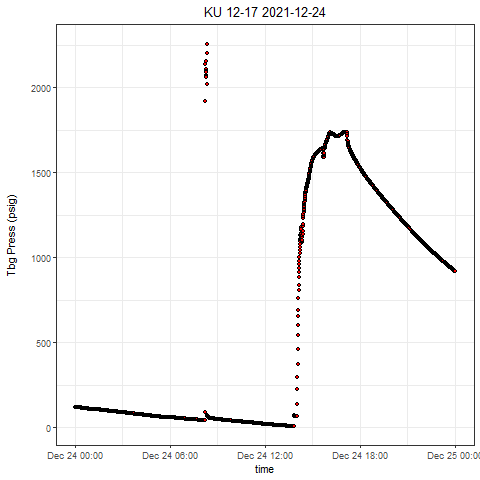 KU 12-17 2021-12-24
Tbg Press (psig)
2000
1500
1000
500
0
Dec 24 00:00 Dec 24 06:00 Dec 24 12:00 Dec 24 18:00 Dec 25 00:00
time